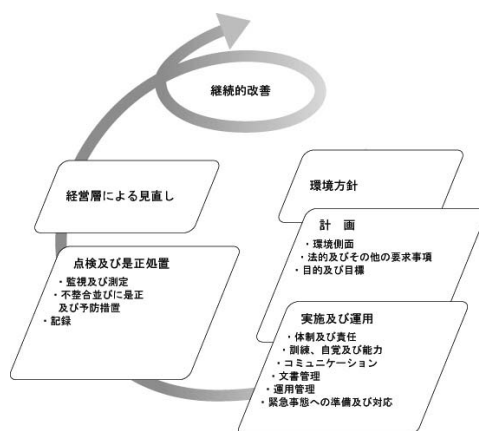 継続的改善
経営層による見直し
点検及び是正処置
・監視及び測定
・不整合並びに是正
及び予防措置
・記録
環境方針
計　画
・環境側面
・法的及びその他の要求事項
・目的及び目標
実施及び運用
・体制及び責任
・訓練、自覚及び能力
・コミュニケーション
・文書管理
・運用管理
・緊急事態への準備及び対応